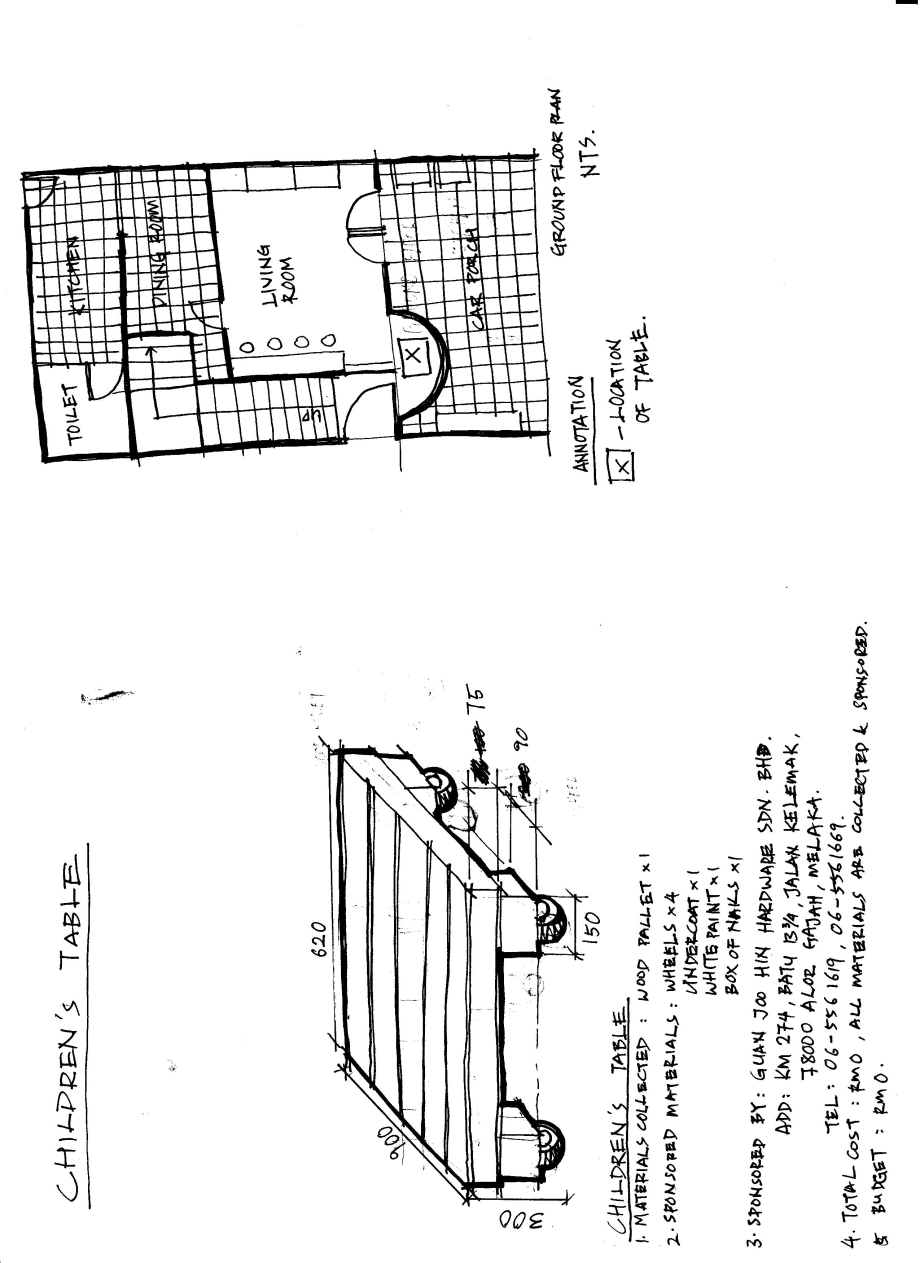 CHILDREN'S TABLE
620
900
300
150
75
90
CHILDREN'S TABLE
1. MATERIALS COLLECTED : WOOD PALLET x 1
2. SPONSORED MATERIALS : WHEELS x 4
UNDERCOAT x 1
WHITE PAINT x 1
BOX OF NAILS x 1
3. SPONSORED BY : GUAN JOO HIN HARDWARE SDN. BHD.
ADD: KM 274, BATU 13¾, JALAN KELEMAK,
78000 ALOR GAJAH, MELAKA.
TEL : 06-556 1619, 06-5561669.
4. TOTAL COST : RM0, ALL MATERIALS ARE COLLECTED & SPONSORED.
5 BUDGET : RM0.
TOILET
KITCHEN
DINING ROOM
LIVING
ROOM
UP
X
CAR PORCH
GROUND FLOOR PLAN
NTS.
ANNOTATION
X - LOCATION
OF TABLE.